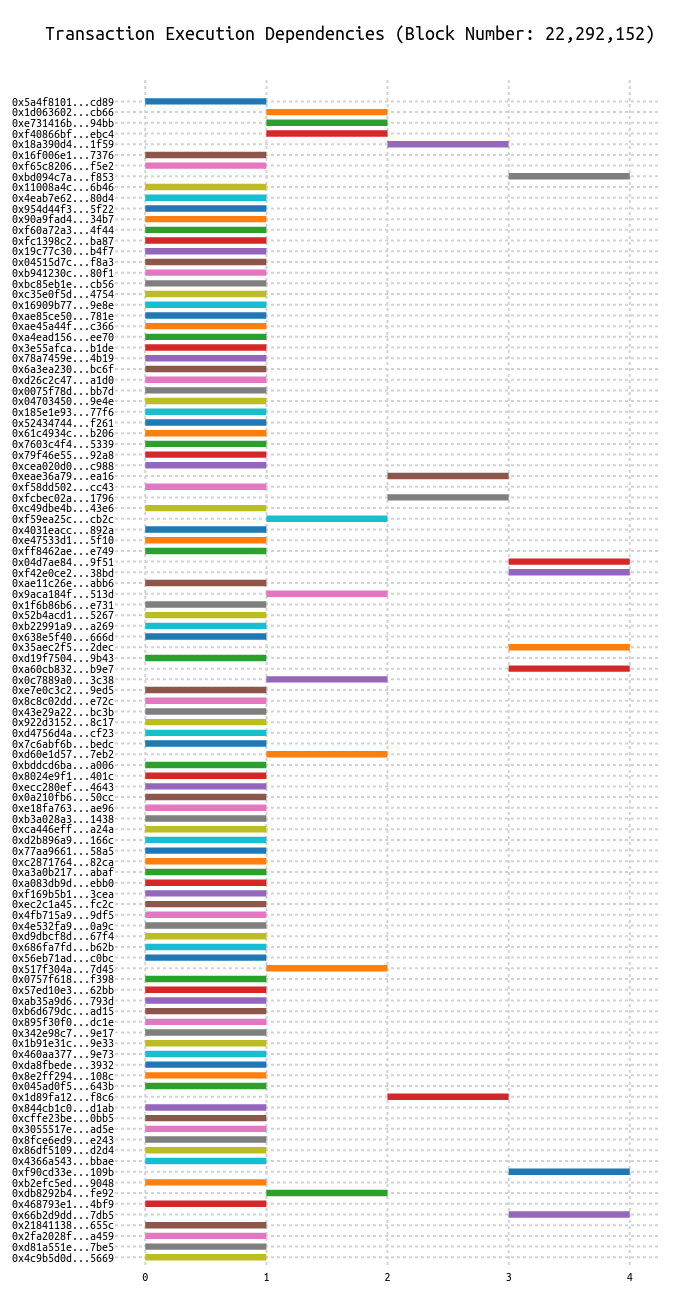 Transaction Execution Dependencies (Block Number: 22,292,152)
0x5a4f8101...cd89
0x1d063602...cb66
0xe731416b...94bb
0xf40866bf...ebc4
0x18a390d4...1f59
0x16f006e1...7376
0xf65c8206...f5e2
0xbd094c7a...f853
0x11008a4c...6b46
0x4eab7e62...80d4
0x954d44f3...5f22
0x90a9fad4...34b7
0xf60a72a3...4f44
0xfc1398c2...ba87
0x19c77c30...b4f7
0x04515d7c...f8a3
0xb941230c...80f1
0xbc85eb1e...cb56
0xc35e0f5d...4754
0x16909b77...9e8e
0xae85ce50...781e
0xae45a44f...c366
0xa4ead156...ee70
0x3e55afca...b1de
0x78a7459e...4b19
0x6a3ea230...bc6f
0xd26c2c47...a1d0
0x0075f78d...bb7d
0x04703450...9e4e
0x185e1e93...77f6
0x52434744...f261
0x61c4934c...b206
0x7603c4f4...5339
0x79f46e55...92a8
0xcea020d0...c988
0xeae36a79...ea16
0xf58dd502...cc43
0xfcbec02a...1796
0xc49dbe4b...43e6
0xf59ea25c...cb2c
0x4031eacc...892a
0xe47533d1...5f10
0xff8462ae...e749
0x04d7ae84...9f51
0xf42e0ce2...38bd
0xae11c26e...abb6
0x9aca184f...513d
0x1f6b86b6...e731
0x52b4acd1...5267
0xb22991a9...a269
0x638e5f40...666d
0x35aec2f5...2dec
0xd19f7504...9b43
0xa60cb832...b9e7
0x0c7889a0...3c38
0xe7e0c3c2...9ed5
0x8c8c02dd...e72c
0x43e29a22...bc3b
0x922d3152...8c17
0xd4756d4a...cf23
0x7c6abf6b...bedc
0xd60e1d57...7eb2
0xbddcd6ba...a006
0x8024e9f1...401c
0xecc280ef...4643
0x0a210fb6...50cc
0xe18fa763...ae96
0xb3a028a3...1438
0xca446eff...a24a
0xd2b896a9...166c
0x77aa9661...58a5
0xc2871764...82ca
0xa3a0b217...abaf
0xa083db9d...ebb0
0xf169b5b1...3cea
0xec2c1a45...fc2c
0x4fb715a9...9df5
0x4e532fa9...0a9c
0xd9dbcf8d...67f4
0x686fa7fd...b62b
0x56eb71ad...c0bc
0x517f304a...7d45
0x0757f618...f398
0x57ed10e3...62bb
0xab35a9d6...793d
0xb6d679dc...ad15
0x895f30f0...dc1e
0x342e98c7...9e17
0x1b91e31c...9e33
0x460aa377...9e73
0xda8fbede...3932
0x8e2ff294...108c
0x045ad0f5...643b
0x1d89fa12...f8c6
0x844cb1c0...d1ab
0xcffe23be...0bb5
0x3055517e...ad5e
0x8fce6ed9...e243
0x86df5109...d2d4
0x4366a543...bbae
0xf90cd33e...109b
0xb2efc5ed...9048
0xdb8292b4...fe92
0x468793e1...4bf9
0x66b2d9dd...7db5
0x21841138...655c
0x2fa2028f...a459
0xd81a551e...7be5
0x4c9b5d0d...5669
0 1 2 3 4